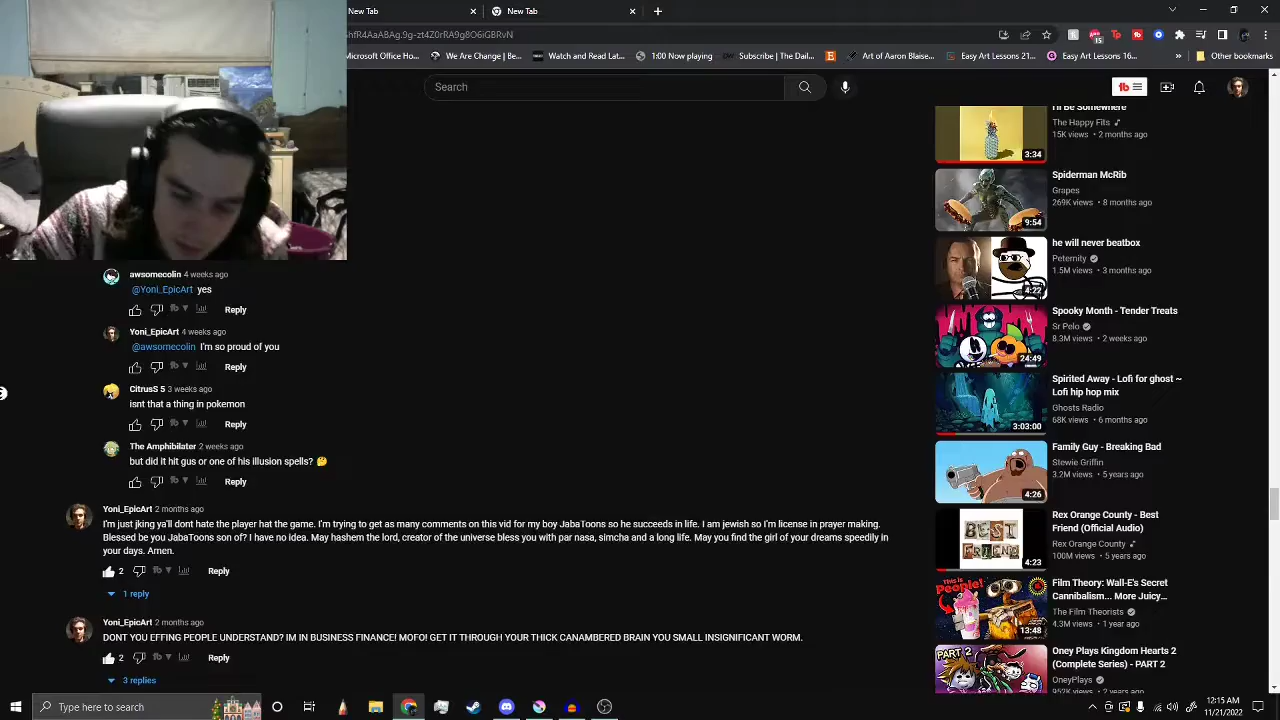 New Tab
New Tab
hfR4AaABAg.9g-zt4Z0rRA9g8O6iGBRvN
Microsoft Office Ho...
We Are Change | Be...
Watch and Read Lat...
1:00 Now playing
Subscribe | The Dail...
Art of Aaron Blaise...
Easy Art Lessons 21...
Easy Art Lessons 16...
Other bookmarks
Search
I'll Be Somewhere
The Happy Fits
15K views • 2 months ago
3:34
Spiderman McRib
Grapes
269K views • 8 months ago
9:54
he will never beatbox
Peternity
1.5M views • 3 months ago
4:22
awsomecolin 4 weeks ago
@Yoni_EpicArt yes
Reply
Yoni_EpicArt 4 weeks ago
@awsomecolin I'm so proud of you
Reply
CitrusS 5 3 weeks ago
isnt that a thing in pokemon
Reply
The Amphibilater 2 weeks ago
but did it hit gus or one of his illusion spells? 🤔
Reply
Yoni_EpicArt 2 months ago
I'm just jking ya'll dont hate the player hat the game. I'm trying to get as many comments on this vid for my boy JabaToons so he succeeds in life. I am jewish so I'm license in prayer making.
Blessed be you JabaToons son of? I have no idea. May hashem the lord, creator of the universe bless you with par nasa, simcha and a long life. May you find the girl of your dreams speedily in
your days. Amen.
2
Reply
1 reply
Yoni_EpicArt 2 months ago
DONT YOU EFFING PEOPLE UNDERSTAND? IM IN BUSINESS FINANCE! MOFO! GET IT THROUGH YOUR THICK CANAMBERED BRAIN YOU SMALL INSIGNIFICANT WORM.
2
Reply
3 replies
Spooky Month - Tender Treats
Sr Pelo
8.3M views • 2 weeks ago
24:49
Spirited Away - Lofi for ghost ~
Lofi hip hop mix
Ghosts Radio
68K views • 6 months ago
3:03:00
Family Guy - Breaking Bad
Stewie Griffin
3.2M views • 5 years ago
4:26
Rex Orange County - Best
Friend (Official Audio)
Rex Orange County
100M views • 5 years ago
BEST
FRIEND
4:23
Film Theory: Wall-E's Secret
Cannibalism... More Juicy...
The Film Theorists
4.3M views • 1 year ago
This is
People!
13:48
Oney Plays Kingdom Hearts 2
(Complete Series) - PART 2
OneyPlays
952K views • 2 years ago
PART 2
Type here to search
12:15 AM
11/21/2022